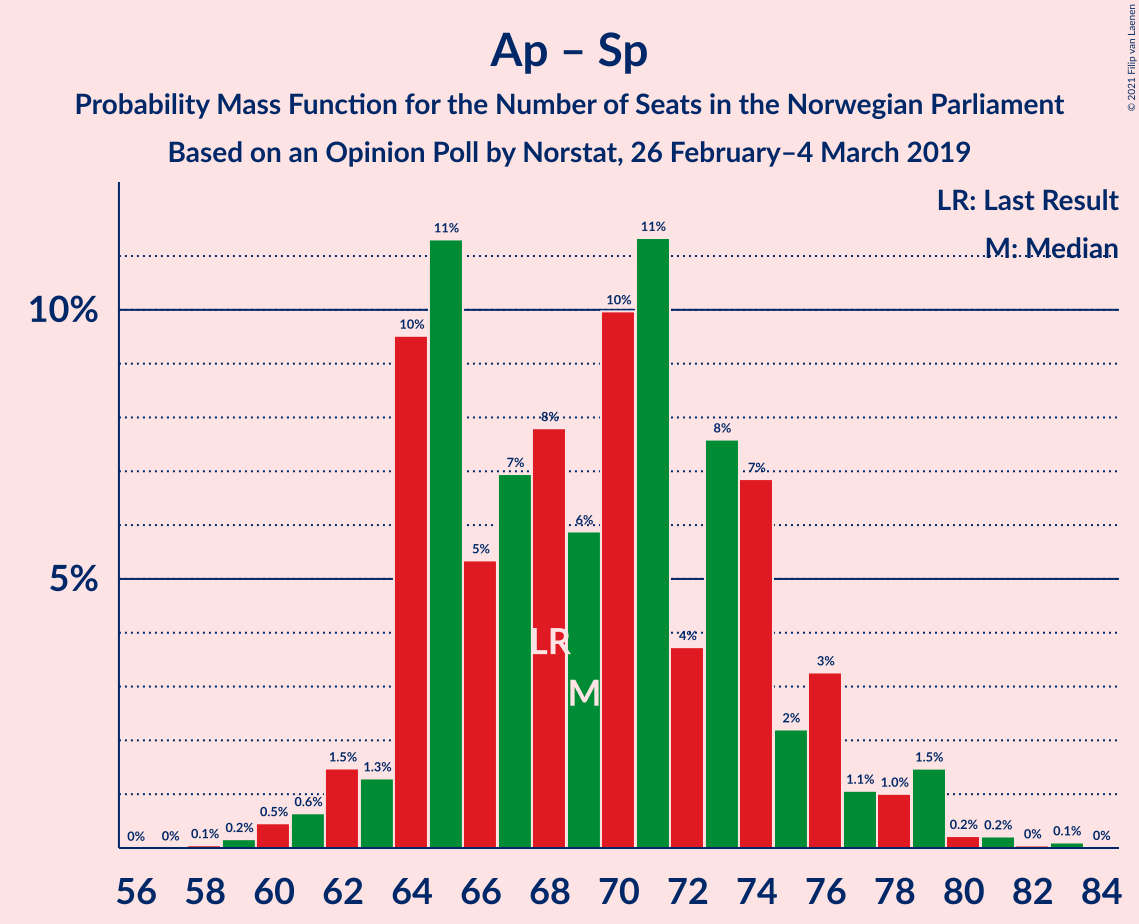 © 2021 Filip van Laenen
Ap – Sp
Probability Mass Function for the Number of Seats in the Norwegian Parliament
Based on an Opinion Poll by Norstat, 26 February–4 March 2019
LR: Last Result
M: Median
10%
5%
0% 0% 0.1% 0.2% 0.5% 0.6% 1.5% 1.3% 10% 11% 5% 7% 8% 6% 10% 11% 4% 8% 7% 2% 3% 1.1% 1.0% 1.5% 0.2% 0.2% 0% 0.1% 0%
LR
M
56 58 60 62 64 66 68 70 72 74 76 78 80 82 84